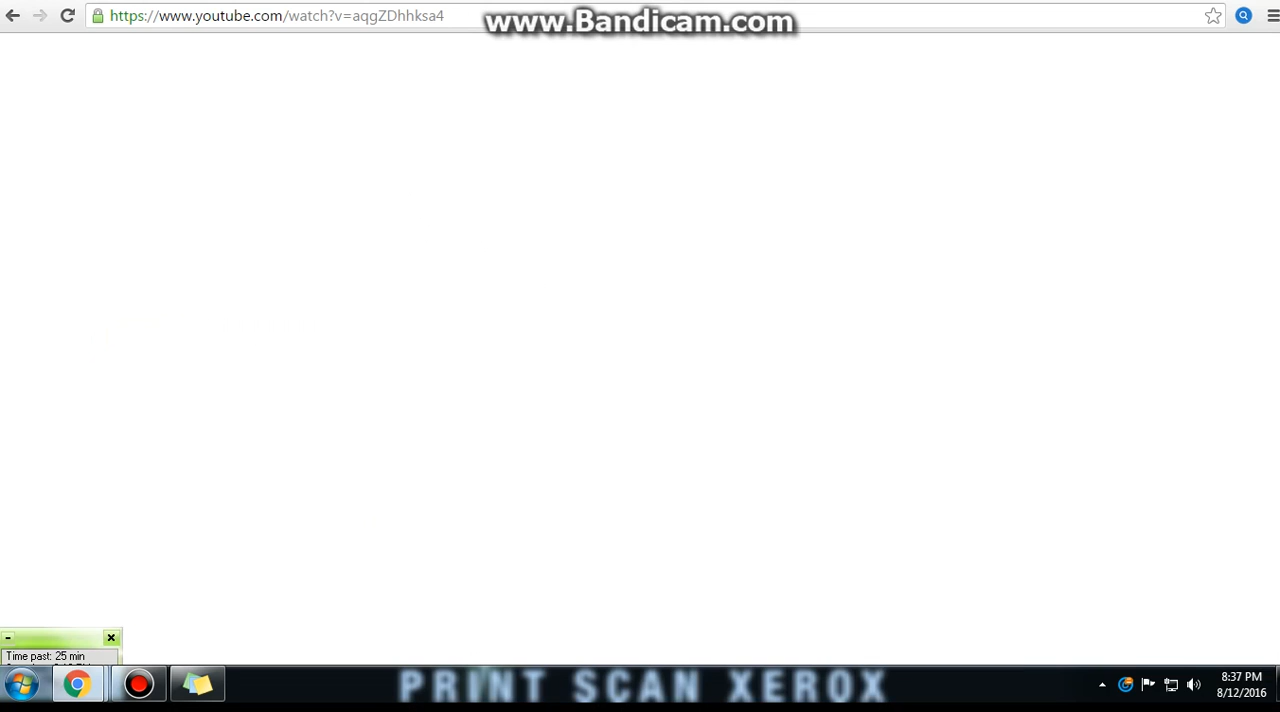 https://www.youtube.com/watch?v=aqgZDhhksa4
www.Bandicam.com
Time past: 25 min
PRINT SCAN XEROX
8:37 PM
8/12/2016